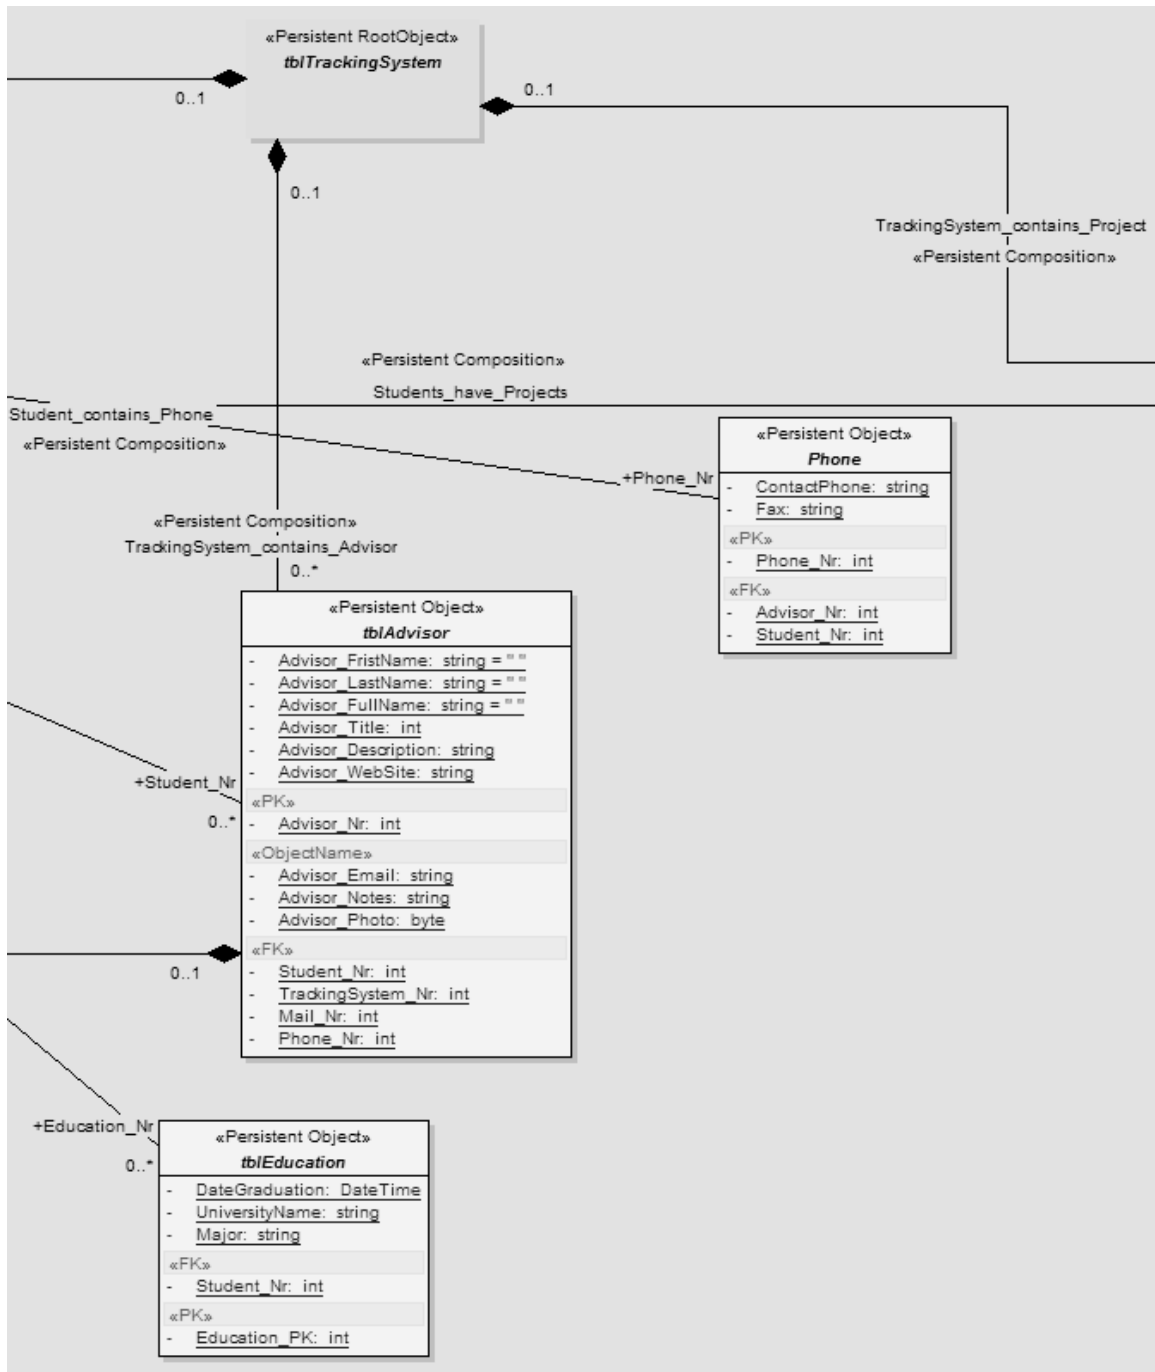 «Persistent RootObject»
tblTrackingSystem
0..1
0..1
0..1
TrackingSystem_contains_Project
«Persistent Composition»
«Persistent Composition»
Students_have_Projects
Student_contains_Phone
«Persistent Composition»
+Phone_Nr
«Persistent Object»
Phone
- ContactPhone: string
- Fax: string
«PK»
- Phone_Nr: int
«FK»
- Advisor_Nr: int
- Student_Nr: int
«Persistent Composition»
TrackingSystem_contains_Advisor
0..*
«Persistent Object»
tblAdvisor
- Advisor_FristName: string = " "
- Advisor_LastName: string = " "
- Advisor_FullName: string = " "
- Advisor_Title: int
- Advisor_Description: string
- Advisor_WebSite: string
+Student_Nr
0..*
«PK»
- Advisor_Nr: int
«ObjectName»
- Advisor_Email: string
- Advisor_Notes: string
- Advisor_Photo: byte
0..1
«FK»
- Student_Nr: int
- TrackingSystem_Nr: int
- Mail_Nr: int
- Phone_Nr: int
+Education_Nr
0..*
«Persistent Object»
tblEducation
- DateGraduation: DateTime
- UniversityName: string
- Major: string
«FK»
- Student_Nr: int
«PK»
- Education_PK: int